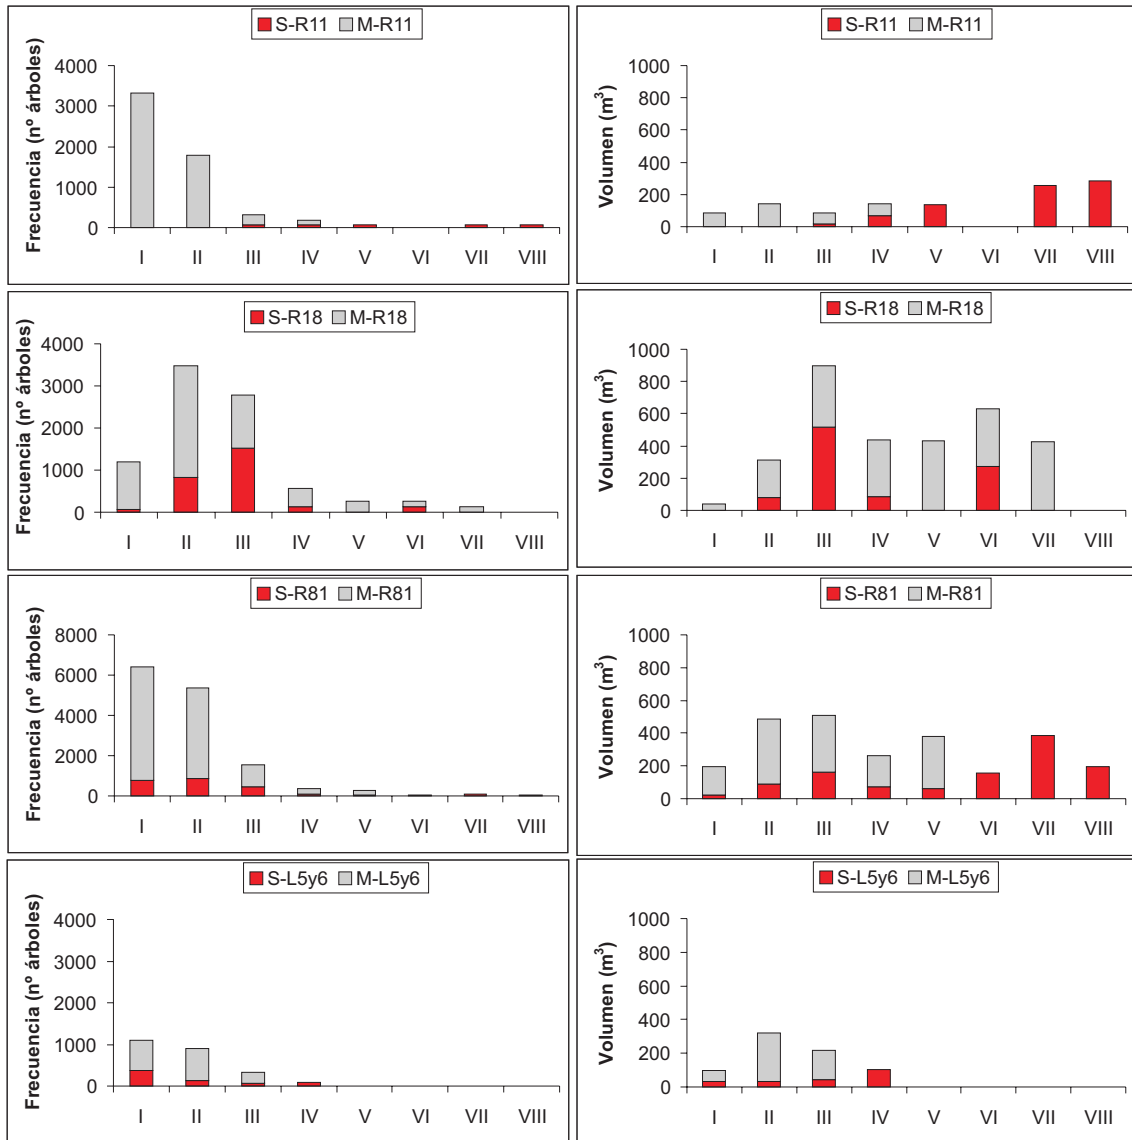 S-R11 M-R11
Frecuencia (nº árboles)
4000
3000
2000
1000
0
I II III IV V VI VII VIII
S-R11 M-R11
Volumen (m³)
1000
800
600
400
200
0
I II III IV V VI VII VIII
S-R18 M-R18
Frecuencia (nº árboles)
4000
3000
2000
1000
0
I II III IV V VI VII VIII
S-R18 M-R18
Volumen (m³)
1000
800
600
400
200
0
I II III IV V VI VII VIII
S-R81 M-R81
Frecuencia (nº árboles)
8000
6000
4000
2000
0
I II III IV V VI VII VIII
S-R81 M-R81
Volumen (m³)
1000
800
600
400
200
0
I II III IV V VI VII VIII
S-L5y6 M-L5y6
Frecuencia (nº árboles)
4000
3000
2000
1000
0
I II III IV V VI VII VIII
S-L5y6 M-L5y6
Volumen (m³)
1000
800
600
400
200
0
I II III IV V VI VII VIII